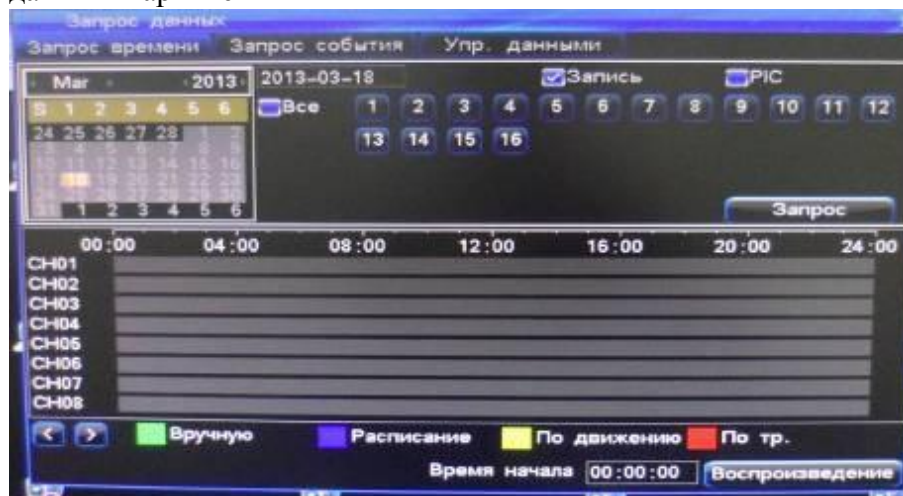 Запрос данных
Запрос времени Запрос события Упр. данными
Mar 2013 2013-03-18 Запись PIC
S 1 2 3 4 5 6 Все 1 2 3 4 5 6 7 8 9 10 11 12
24 25 26 27 28 1 2 13 14 15 16
1 2 3 4 5 6 Запрос
00:00 04:00 08:00 12:00 16:00 20:00 24:00
CH01
CH02
CH03
CH04
CH05
CH06
CH07
CH08
< > Вручную Расписание По движению По тр.
Время начала 00:00:00 Воспроизведение